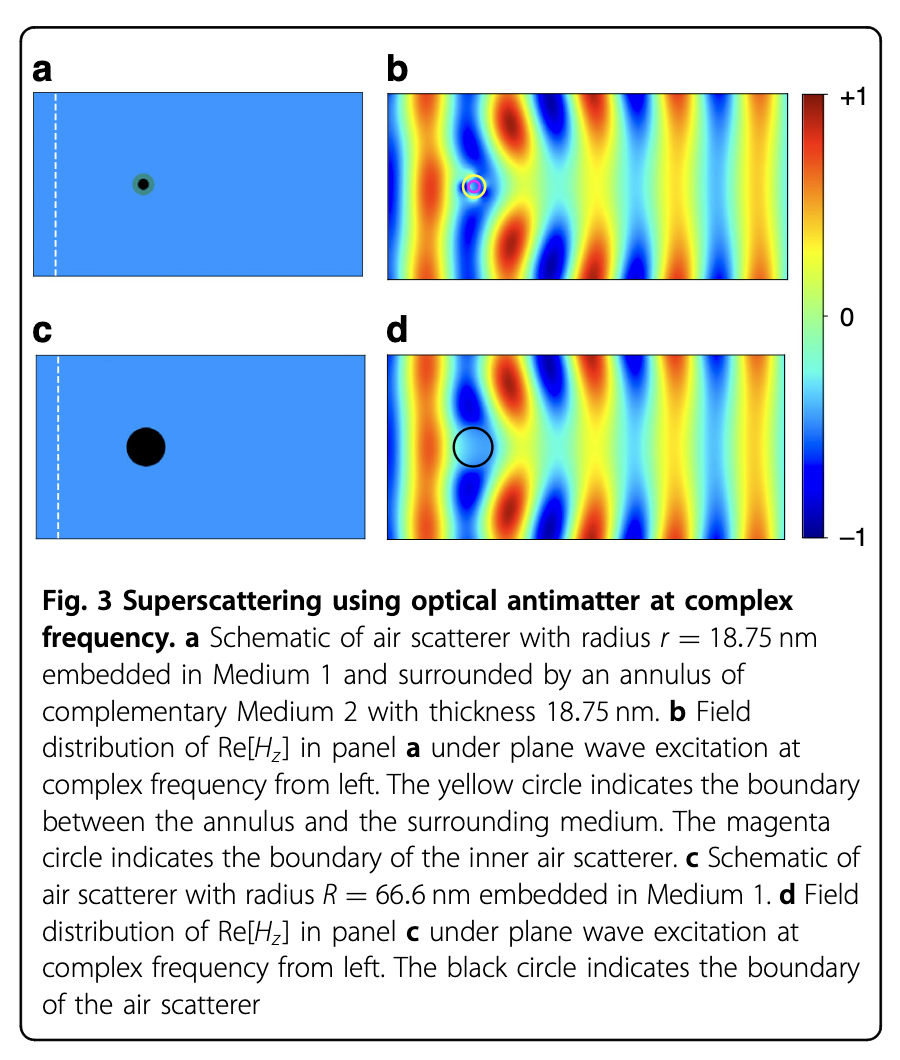 a
b
+1
0
–1
c
d
Fig. 3 Superscattering using optical antimatter at complex
frequency. a Schematic of air scatterer with radius r = 18.75 nm
embedded in Medium 1 and surrounded by an annulus of
complementary Medium 2 with thickness 18.75 nm. b Field
distribution of Re[Hz] in panel a under plane wave excitation at
complex frequency from left. The yellow circle indicates the boundary
between the annulus and the surrounding medium. The magenta
circle indicates the boundary of the inner air scatterer. c Schematic of
air scatterer with radius R = 66.6 nm embedded in Medium 1. d Field
distribution of Re[Hz] in panel c under plane wave excitation at
complex frequency from left. The black circle indicates the boundary
of the air scatterer